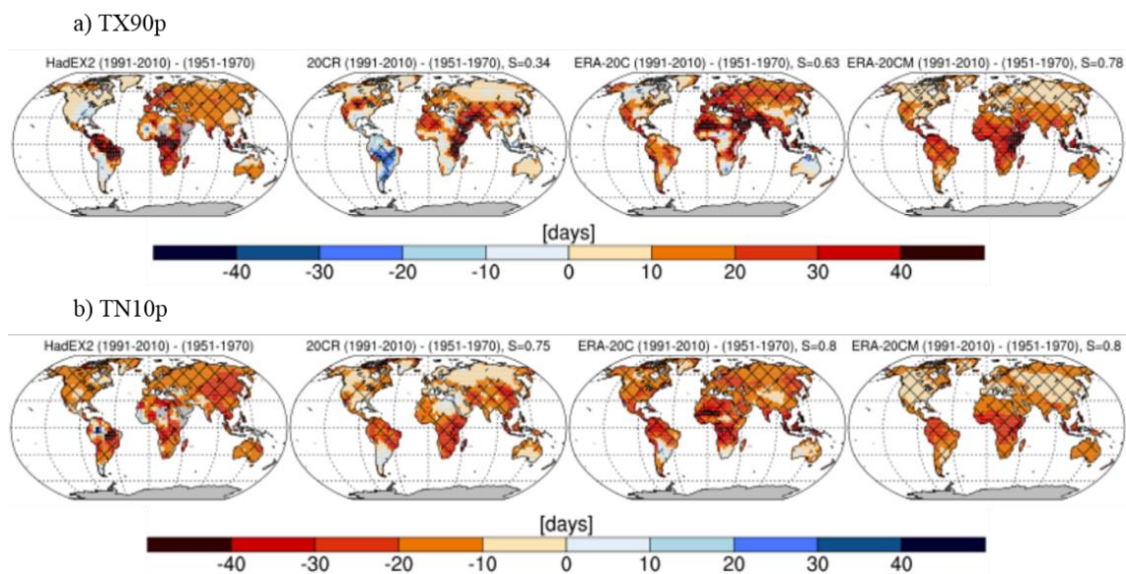 a) TX90p
HadEX2 (1991-2010) - (1951-1970)
20CR (1991-2010) - (1951-1970), S=0.34
ERA-20C (1991-2010) - (1951-1970), S=0.63
ERA-20CM (1991-2010) - (1951-1970), S=0.78
[days]
-40 -30 -20 -10 0 10 20 30 40
b) TN10p
HadEX2 (1991-2010) - (1951-1970)
20CR (1991-2010) - (1951-1970), S=0.75
ERA-20C (1991-2010) - (1951-1970), S=0.8
ERA-20CM (1991-2010) - (1951-1970), S=0.8
[days]
-40 -30 -20 -10 0 10 20 30 40